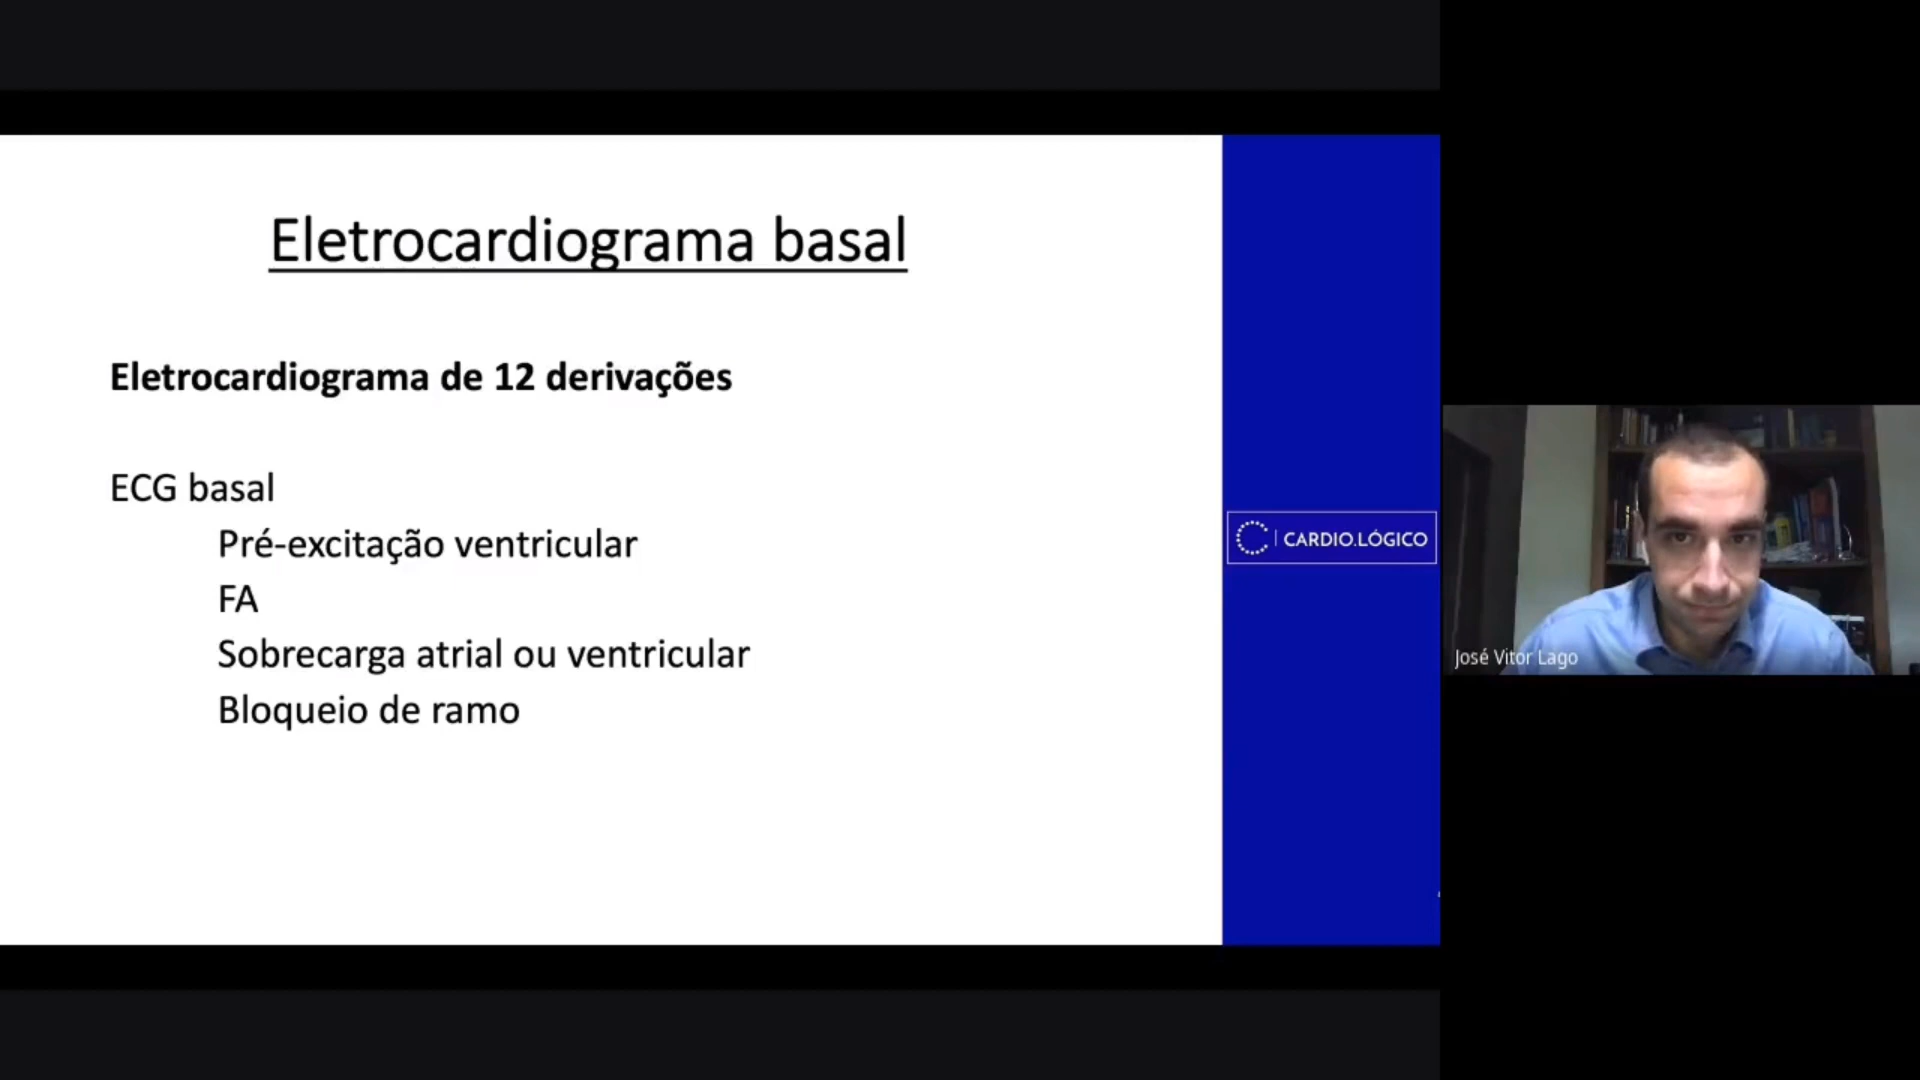 Eletrocardiograma basal
Eletrocardiograma de 12 derivações
ECG basal
Pré-excitação ventricular
FA
Sobrecarga atrial ou ventricular
Bloqueio de ramo
CARDIO.LÓGICO
José Vitor Lago